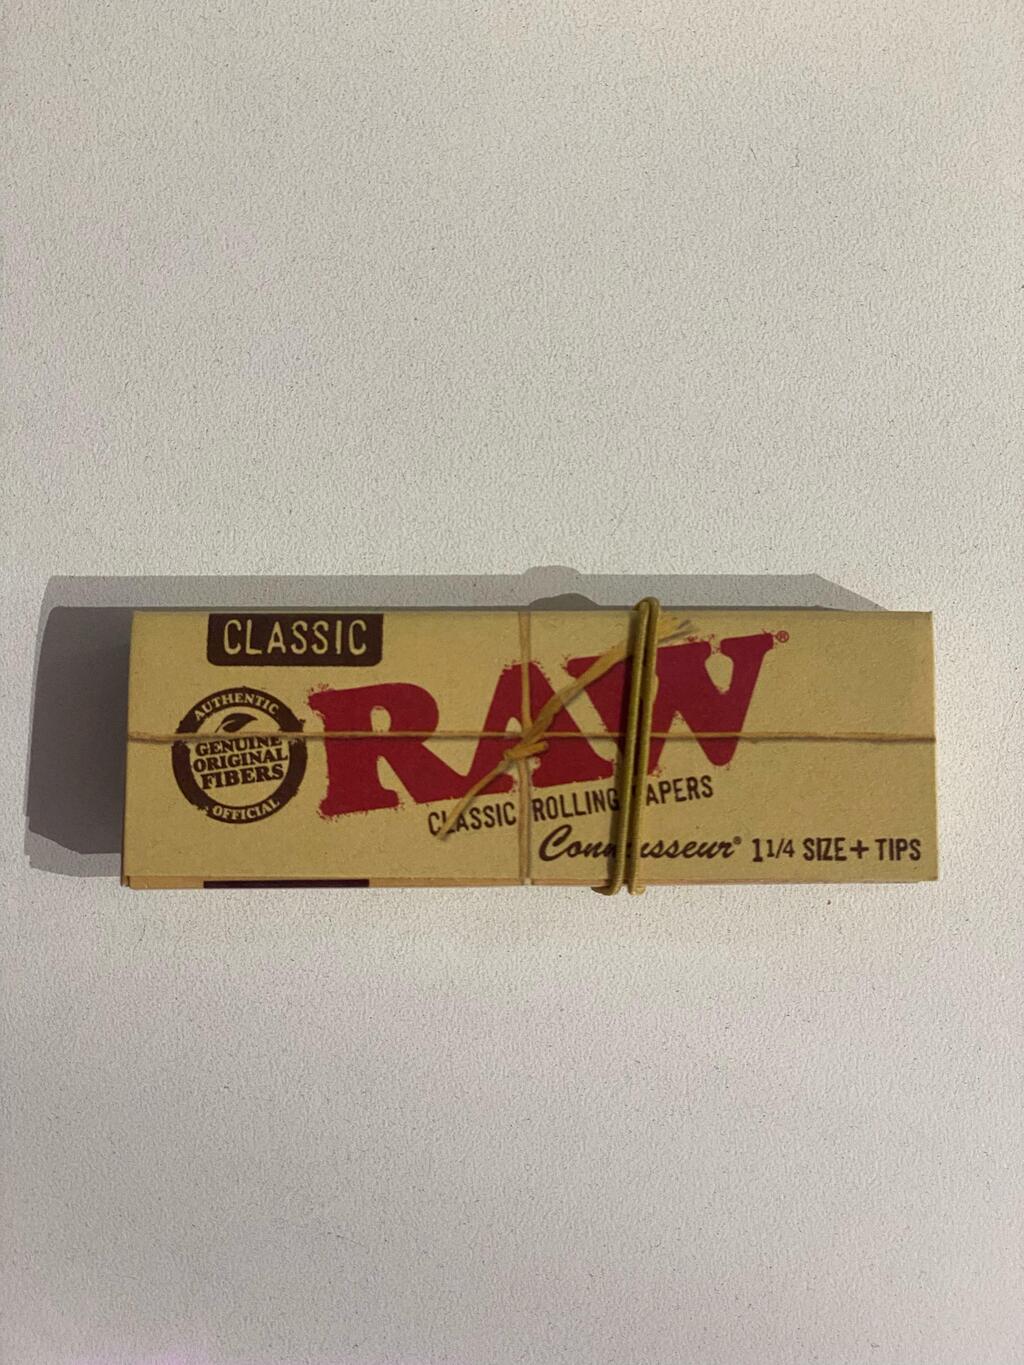 CLASSIC
AUTHENTIC
GENUINE
ORIGINAL
FIBERS
OFFICIAL
RAW®
CLASSIC ROLLING PAPERS
Connoisseur® 1 1/4 SIZE + TIPS